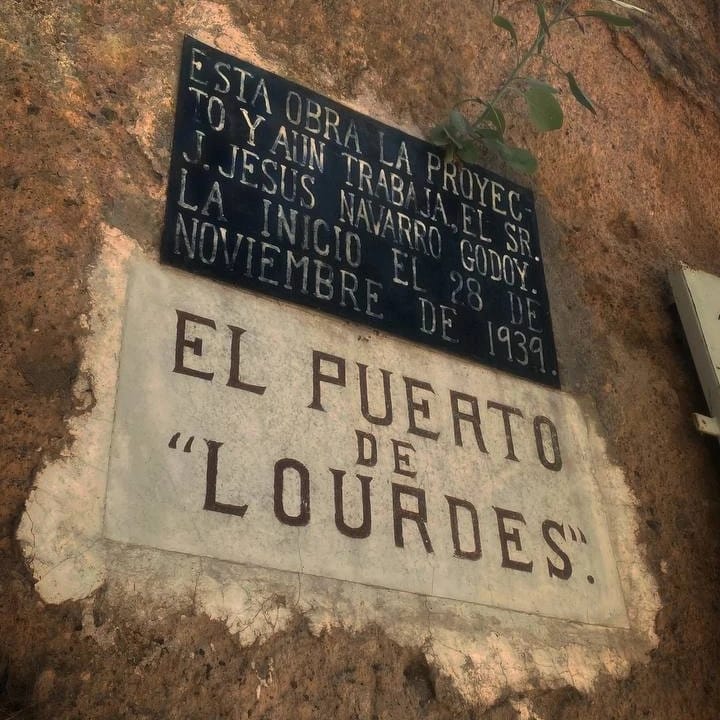 ESTA OBRA LA PROYEC-
TO Y AUN TRABAJA, EL SR.
J. JESUS NAVARRO GODOY.
LA INICIO EL 28 DE
NOVIEMBRE DE 1939.
EL PUERTO
DE
"LOURDES".